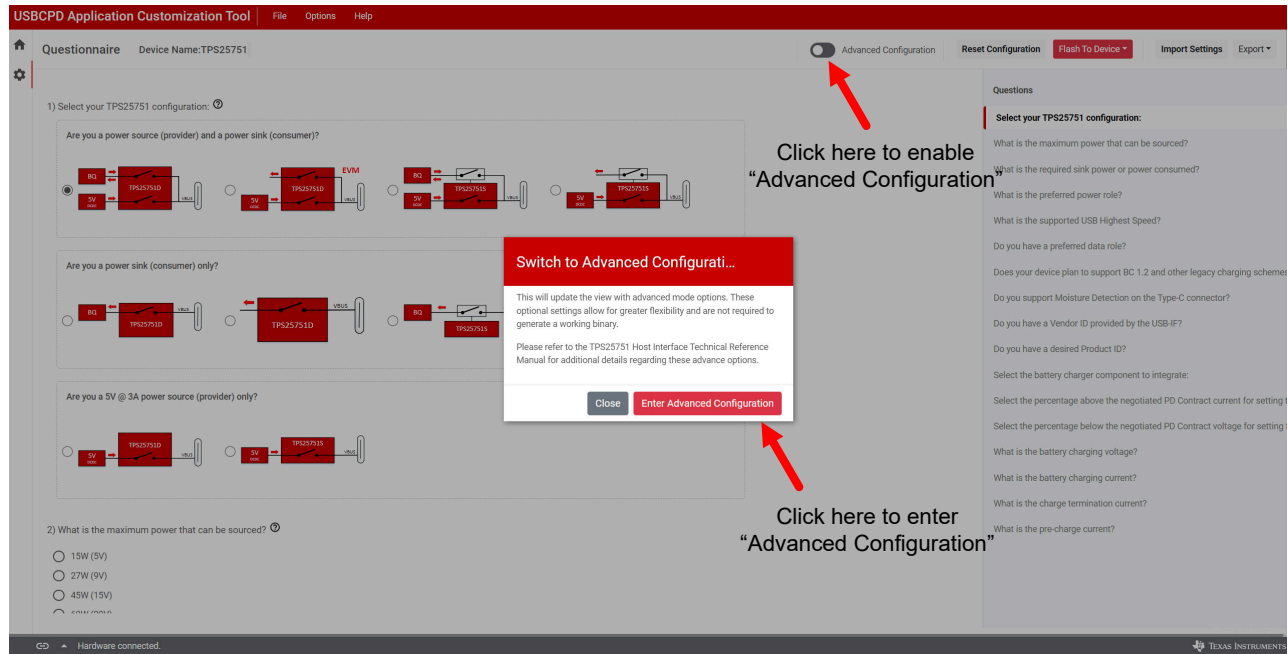 USBCPD Application Customization Tool File Options Help
Questionnaire Device Name:TPS25751 Advanced Configuration Reset Configuration Flash To Device Import Settings Export
1) Select your TPS25751 configuration:
Are you a power source (provider) and a power sink (consumer)?
EVM
BQ TPS25751D 5V DCDC VBUS
TPS25751D 5V DCDC VBUS
BQ TPS25751S 5V DCDC VBUS
TPS25751S 5V DCDC VBUS
Are you a power sink (consumer) only?
BQ TPS25751D VBUS
TPS25751D VBUS
BQ TPS25751S
Are you a 5V @ 3A power source (provider) only?
5V DCDC TPS25751D VBUS
5V DCDC TPS25751S VBUS
2) What is the maximum power that can be sourced?
15W (5V)
27W (9V)
45W (15V)
Click here to enable
“Advanced Configuration”
Switch to Advanced Configurati...
This will update the view with advanced mode options. These
optional settings allow for greater flexibility and are not required to
generate a working binary.
Please refer to the TPS25751 Host Interface Technical Reference
Manual for additional details regarding these advance options.
Close Enter Advanced Configuration
Click here to enter
“Advanced Configuration”
Questions
Select your TPS25751 configuration:
What is the maximum power that can be sourced?
What is the required sink power or power consumed?
What is the preferred power role?
What is the supported USB Highest Speed?
Do you have a preferred data role?
Does your device plan to support BC 1.2 and other legacy charging schemes
Do you support Moisture Detection on the Type-C connector?
Do you have a Vendor ID provided by the USB-IF?
Do you have a desired Product ID?
Select the battery charger component to integrate:
Select the percentage above the negotiated PD Contract current for setting t
Select the percentage below the negotiated PD Contract voltage for setting t
What is the battery charging voltage?
What is the battery charging current?
What is the charge termination current?
What is the pre-charge current?
Hardware connected.
TEXAS INSTRUMENTS